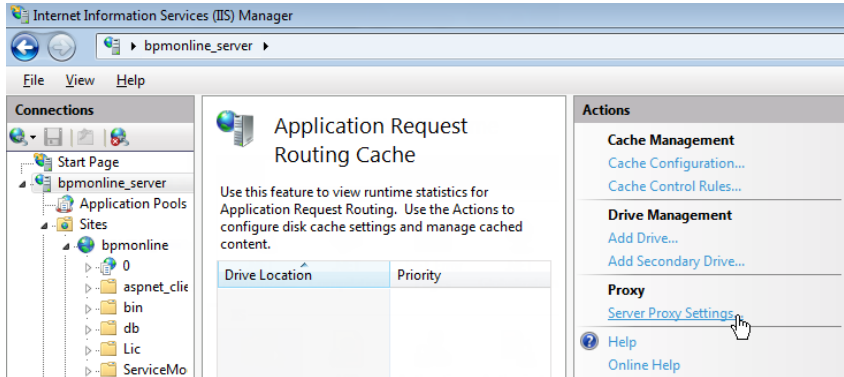 Internet Information Services (IIS) Manager
bpmonline_server
File View Help
Connections
Start Page
bpmonline_server
Application Pools
Sites
bpmonline
0
aspnet_clie
bin
db
Lic
ServiceMo
Application Request
Routing Cache
Use this feature to view runtime statistics for
Application Request Routing. Use the Actions to
configure disk cache settings and manage cached
content.
Drive Location Priority
Actions
Cache Management
Cache Configuration...
Cache Control Rules...
Drive Management
Add Drive...
Add Secondary Drive...
Proxy
Server Proxy Settings...
Help
Online Help